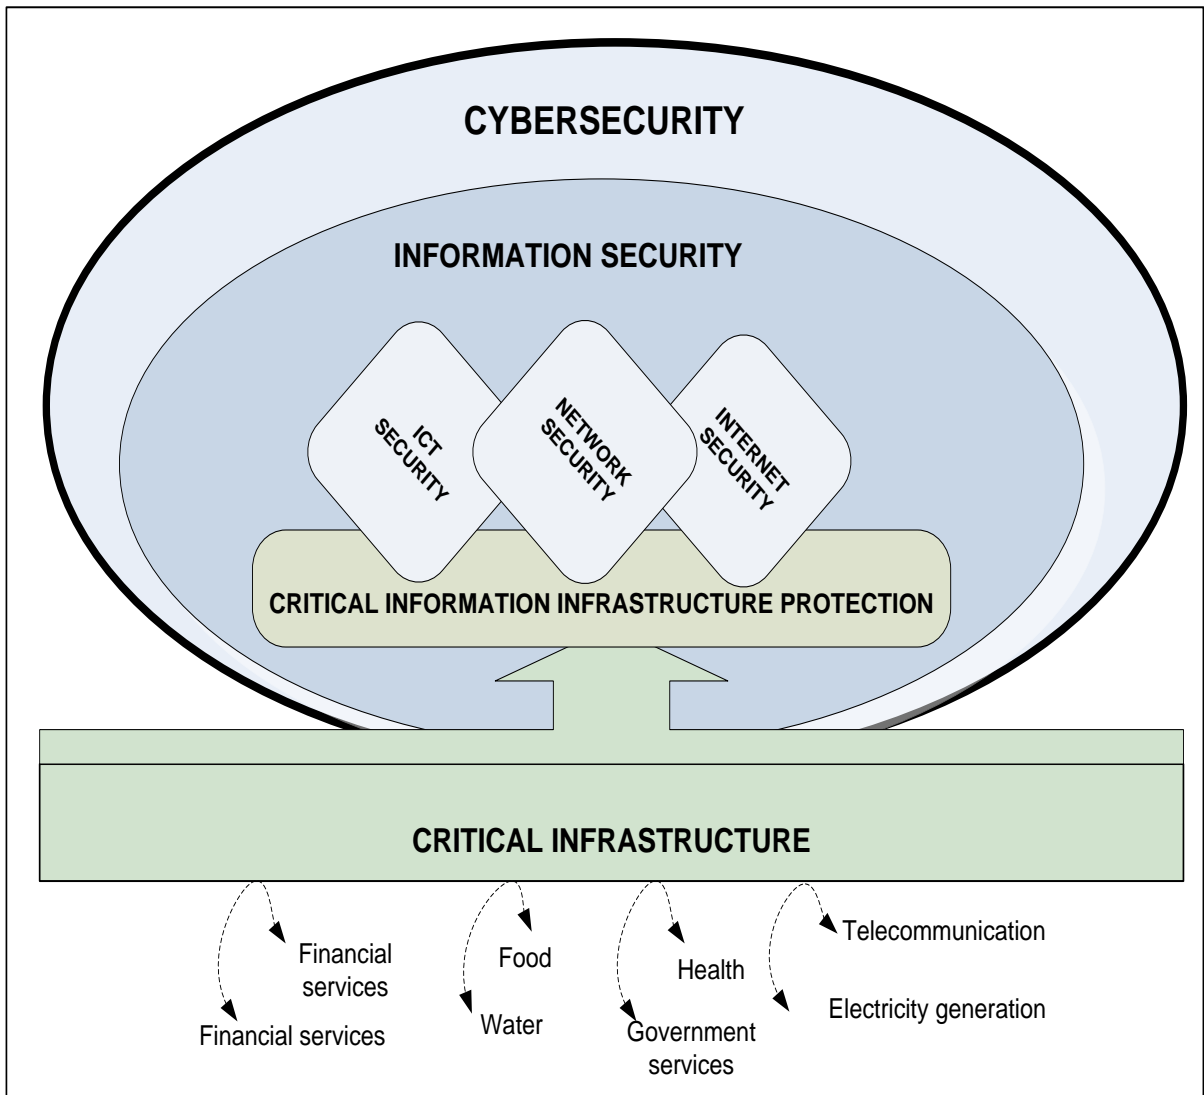 CYBERSECURITY
INFORMATION SECURITY
ICT
SECURITY
NETWORK
SECURITY
INTERNET
SECURITY
CRITICAL INFORMATION INFRASTRUCTURE PROTECTION
CRITICAL INFRASTRUCTURE
Financial
services
Financial services
Food
Water
Health
Government
services
Telecommunication
Electricity generation